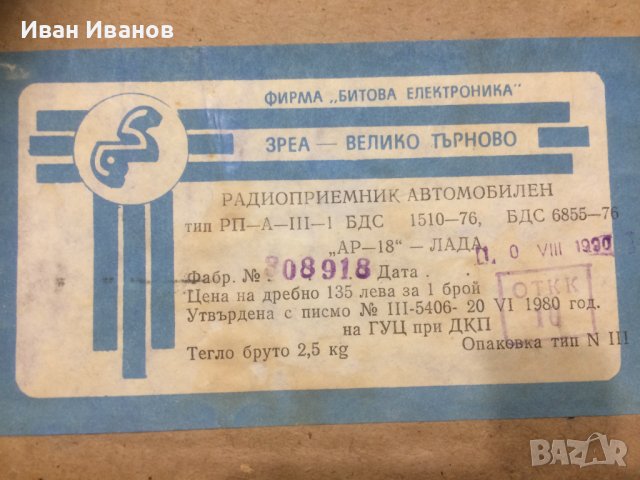 Иван Иванов
ФИРМА „БИТОВА ЕЛЕКТРОНИКА"
ЗРЕА — ВЕЛИКО ТЪРНОВО
РАДИОПРИЕМНИК АВТОМОБИЛЕН
тип РП—А—III—1 БДС 1510—76, БДС 6855—76
„АР—18" — ЛАДА
Фабр. № 808918 Дата . 0 VIII
Цена на дребно 135 лева за 1 брой
Утвърдена с писмо № III-5406- 20 VI 1980 год.
на ГУЦ при ДКП
Тегло бруто 2,5 kg Опаковка тип N III
ОТКК
BAZAR